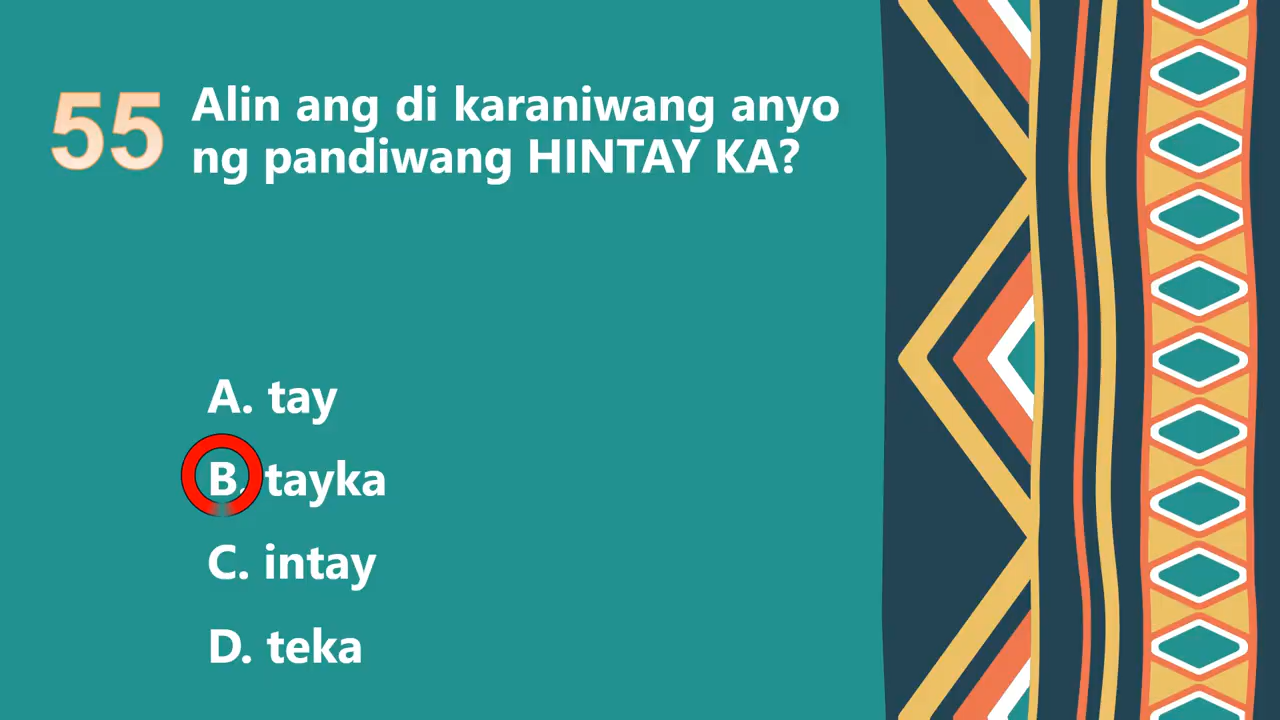 55 Alin ang di karaniwang anyo
ng pandiwang HINTAY KA?
A. tay
B. tayka
C. intay
D. teka